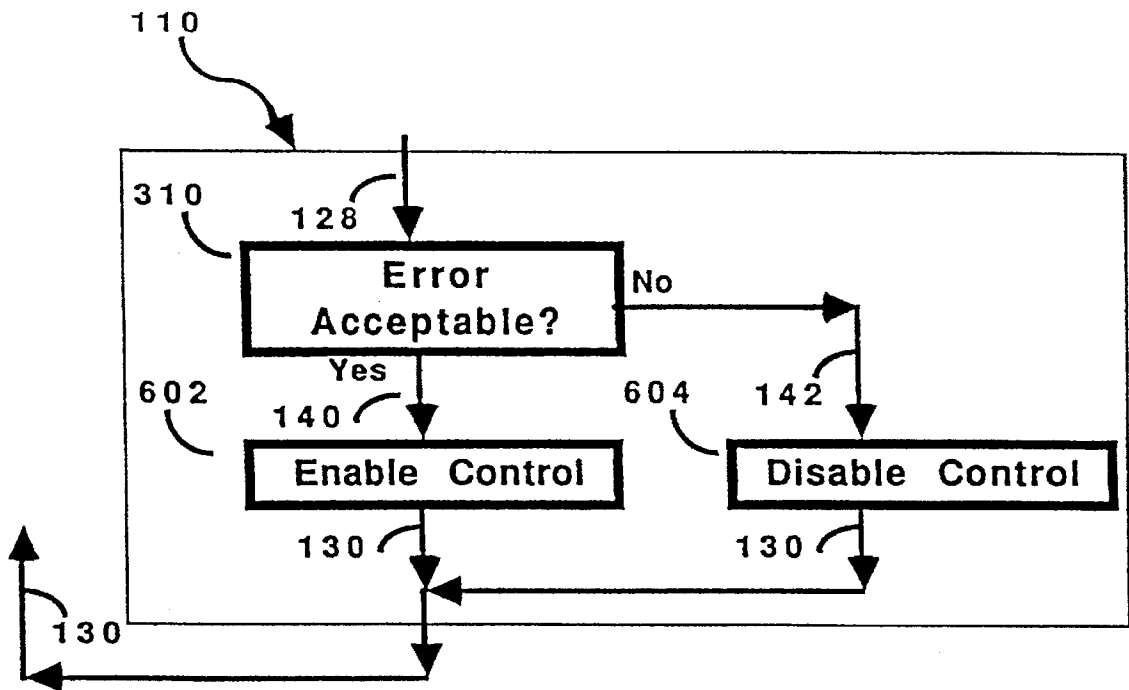 110
310
128
Error
Acceptable?
No
Yes
602
140
604
142
Enable Control
Disable Control
130
130
130